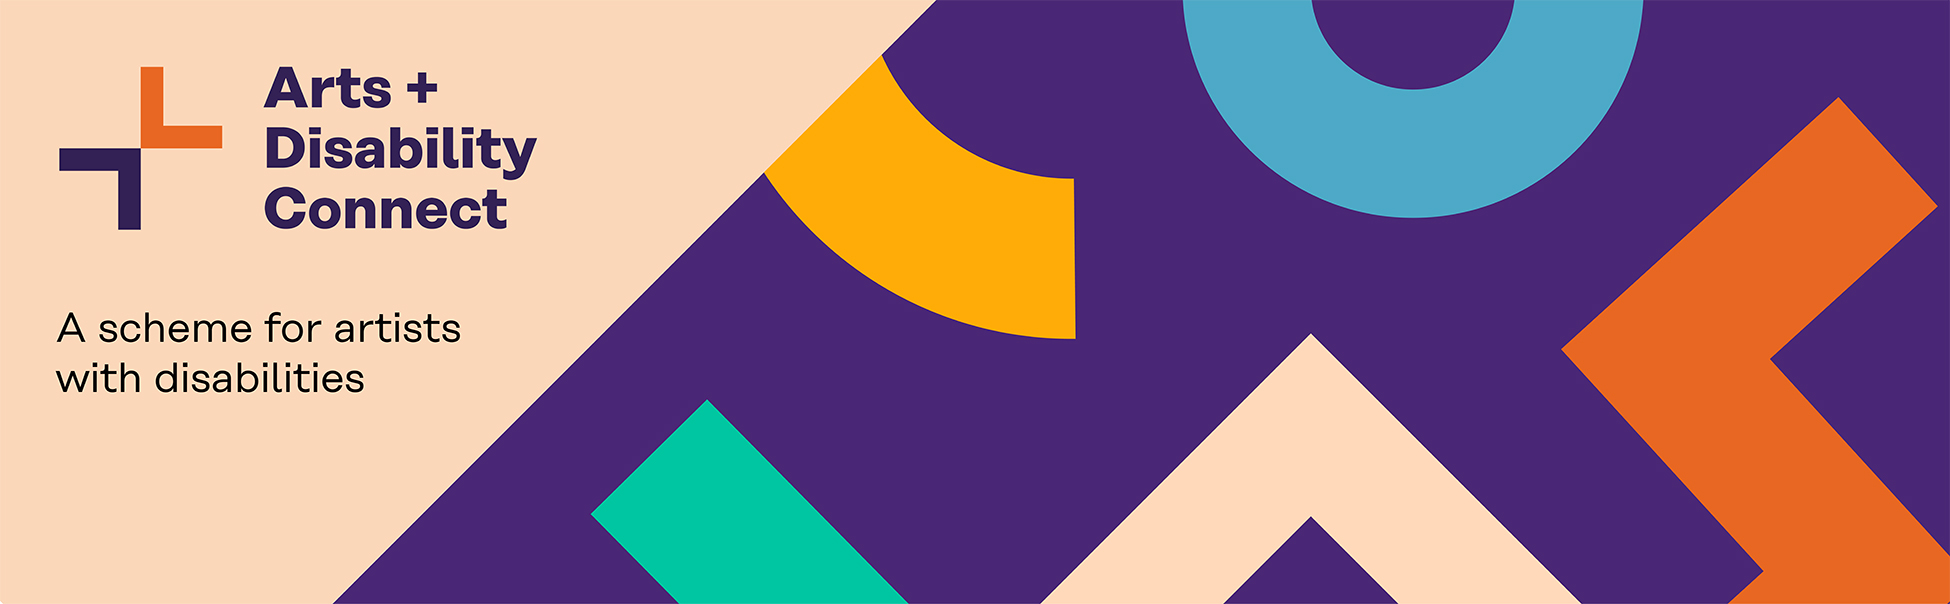 Arts +
Disability
Connect
A scheme for artists
with disabilities